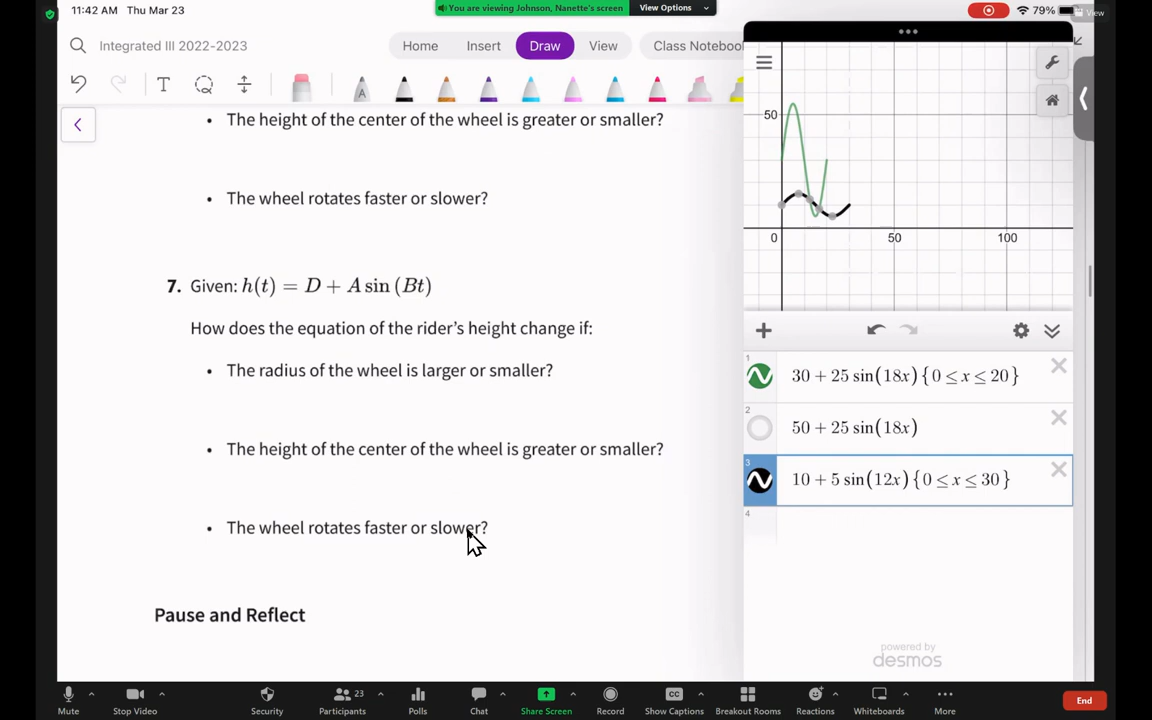 11:42 AM Thu Mar 23
You are viewing Johnson, Nanette's screen
View Options
79%
View
Integrated III 2022-2023
Home Insert Draw View Class Noteboo
T
A
• The height of the center of the wheel is greater or smaller?
• The wheel rotates faster or slower?
7. Given: h(t) = D + A sin (Bt)
How does the equation of the rider's height change if:
• The radius of the wheel is larger or smaller?
• The height of the center of the wheel is greater or smaller?
• The wheel rotates faster or slower?
Pause and Reflect
50
0 50 100
1
30 + 25 sin(18x) {0 ≤ x ≤ 20}
2
50 + 25 sin(18x)
3
10 + 5 sin(12x) {0 ≤ x ≤ 30}
4
powered by
desmos
Mute Stop Video Security Participants 23 Polls Chat Share Screen Record Show Captions Breakout Rooms Reactions Whiteboards More End